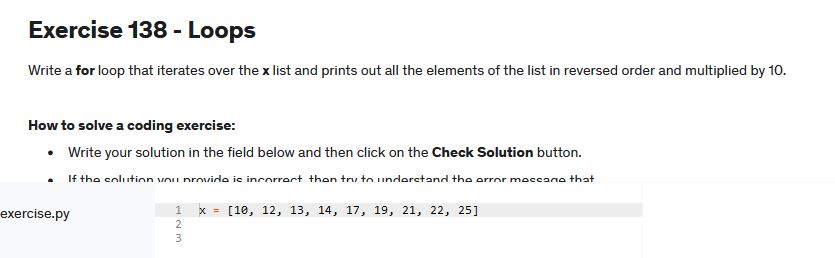 Exercise 138 - Loops
Write a for loop that iterates over the x list and prints out all the elements of the list in reversed order and multiplied by 10.
How to solve a coding exercise:
• Write your solution in the field below and then click on the Check Solution button.
• If the solution you provide is incorrect, then try to understand the error message that
exercise.py
1 x = [10, 12, 13, 14, 17, 19, 21, 22, 25]
2
3